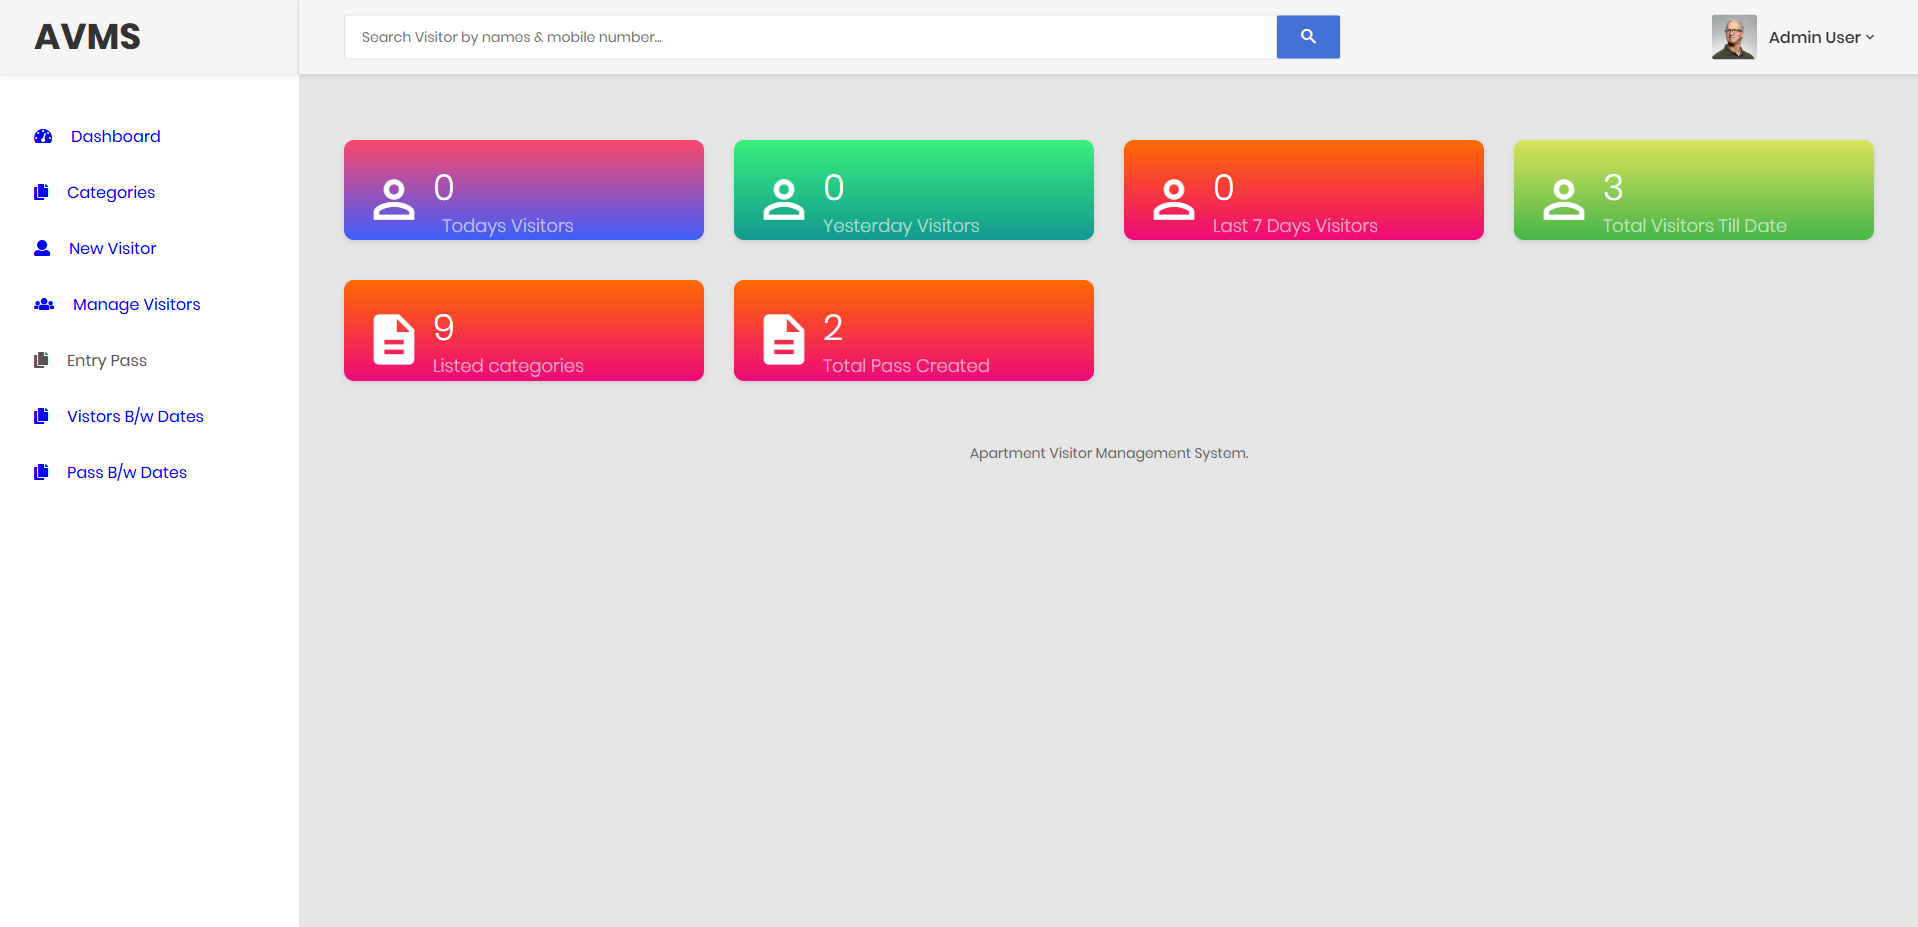 AVMS
Search Visitor by names & mobile number...
Admin User
Dashboard
Categories
New Visitor
Manage Visitors
Entry Pass
Vistors B/w Dates
Pass B/w Dates
0
Todays Visitors
0
Yesterday Visitors
0
Last 7 Days Visitors
3
Total Visitors Till Date
9
Listed categories
2
Total Pass Created
Apartment Visitor Management System.